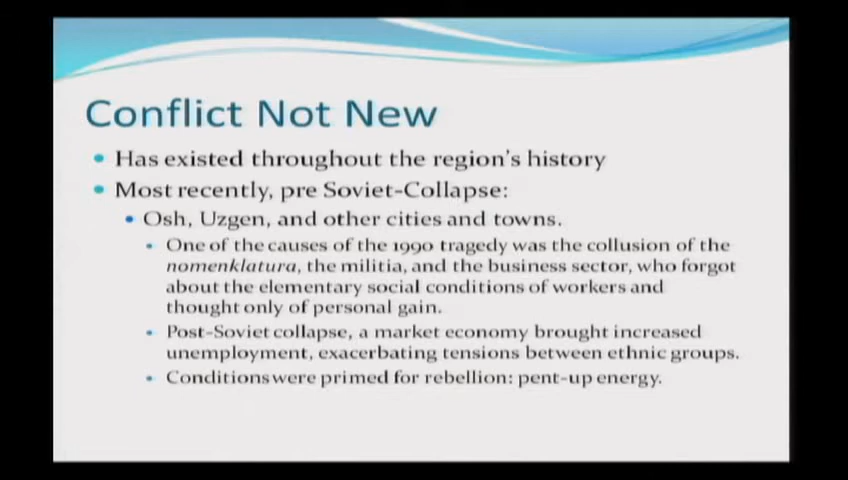 Conflict Not New
• Has existed throughout the region's history
• Most recently, pre Soviet-Collapse:
• Osh, Uzgen, and other cities and towns.
• One of the causes of the 1990 tragedy was the collusion of the
nomenklatura, the militia, and the business sector, who forgot
about the elementary social conditions of workers and
thought only of personal gain.
• Post-Soviet collapse, a market economy brought increased
unemployment, exacerbating tensions between ethnic groups.
• Conditions were primed for rebellion: pent-up energy.